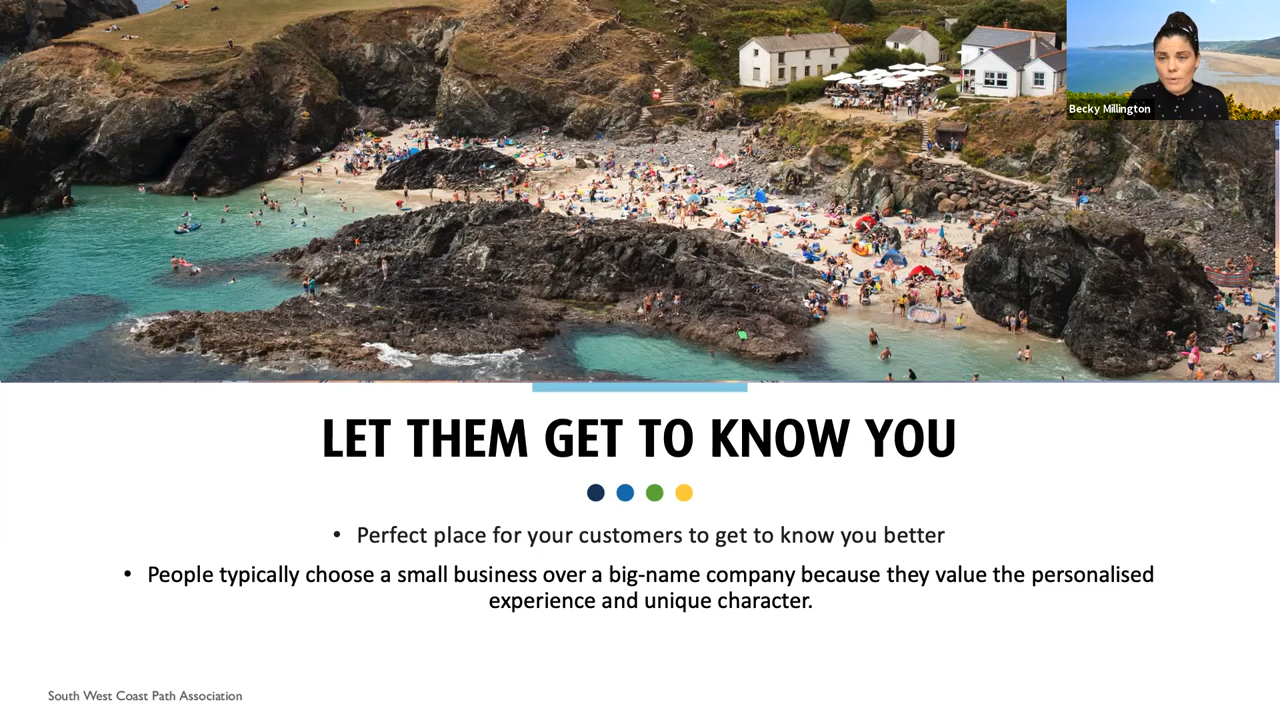 Becky Millington
LET THEM GET TO KNOW YOU
• Perfect place for your customers to get to know you better
• People typically choose a small business over a big-name company because they value the personalised
experience and unique character.
South West Coast Path Association